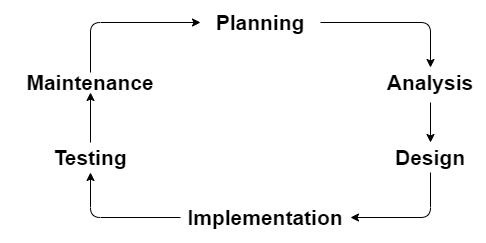 Planning
Analysis
Design
Implementation
Testing
Maintenance